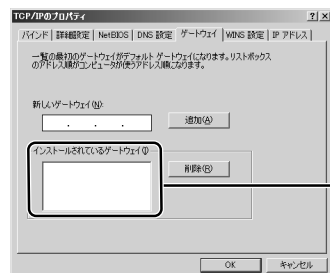 TCP/IPのプロパティ
バインド 詳細設定 NetBIOS DNS 設定 ゲートウェイ WINS 設定 IP アドレス
一覧の最初のゲートウェイがデフォルト ゲートウェイになります。リストボックス
のアドレス順がコンピュータが使うアドレス順になります。
新しいゲートウェイ(N):
. . .
追加(A)
インストールされているゲートウェイ(I)
削除(R)
OK キャンセル